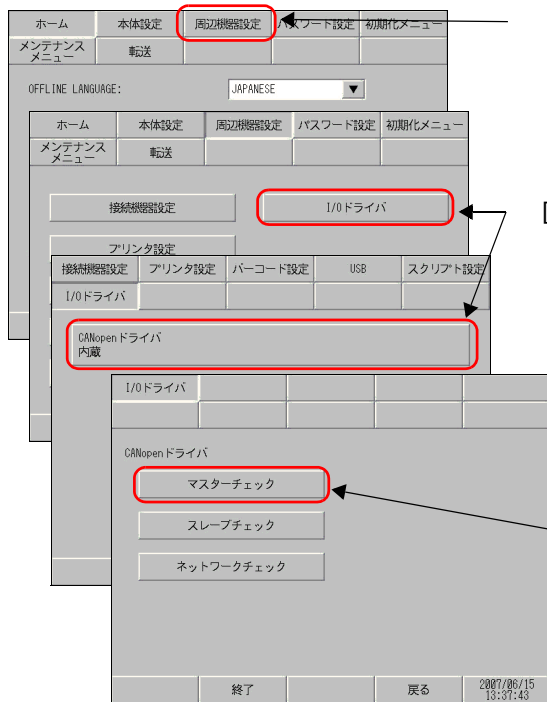 ホーム 本体設定 周辺機器設定 パスワード設定 初期化メニュー
メンテナンス
メニュー 転送
OFFLINE LANGUAGE: JAPANESE ▼
ホーム 本体設定 周辺機器設定 パスワード設定 初期化メニュー
メンテナンス
メニュー 転送
接続機器設定 I/Oドライバ
プリンタ設定
接続機器設定 プリンタ設定 バーコード設定 USB スクリプト設定
I/Oドライバ
CANopenドライバ
内蔵
I/Oドライバ
CANopenドライバ
マスターチェック
スレーブチェック
ネットワークチェック
終了 戻る 2007/06/15
13:37:43